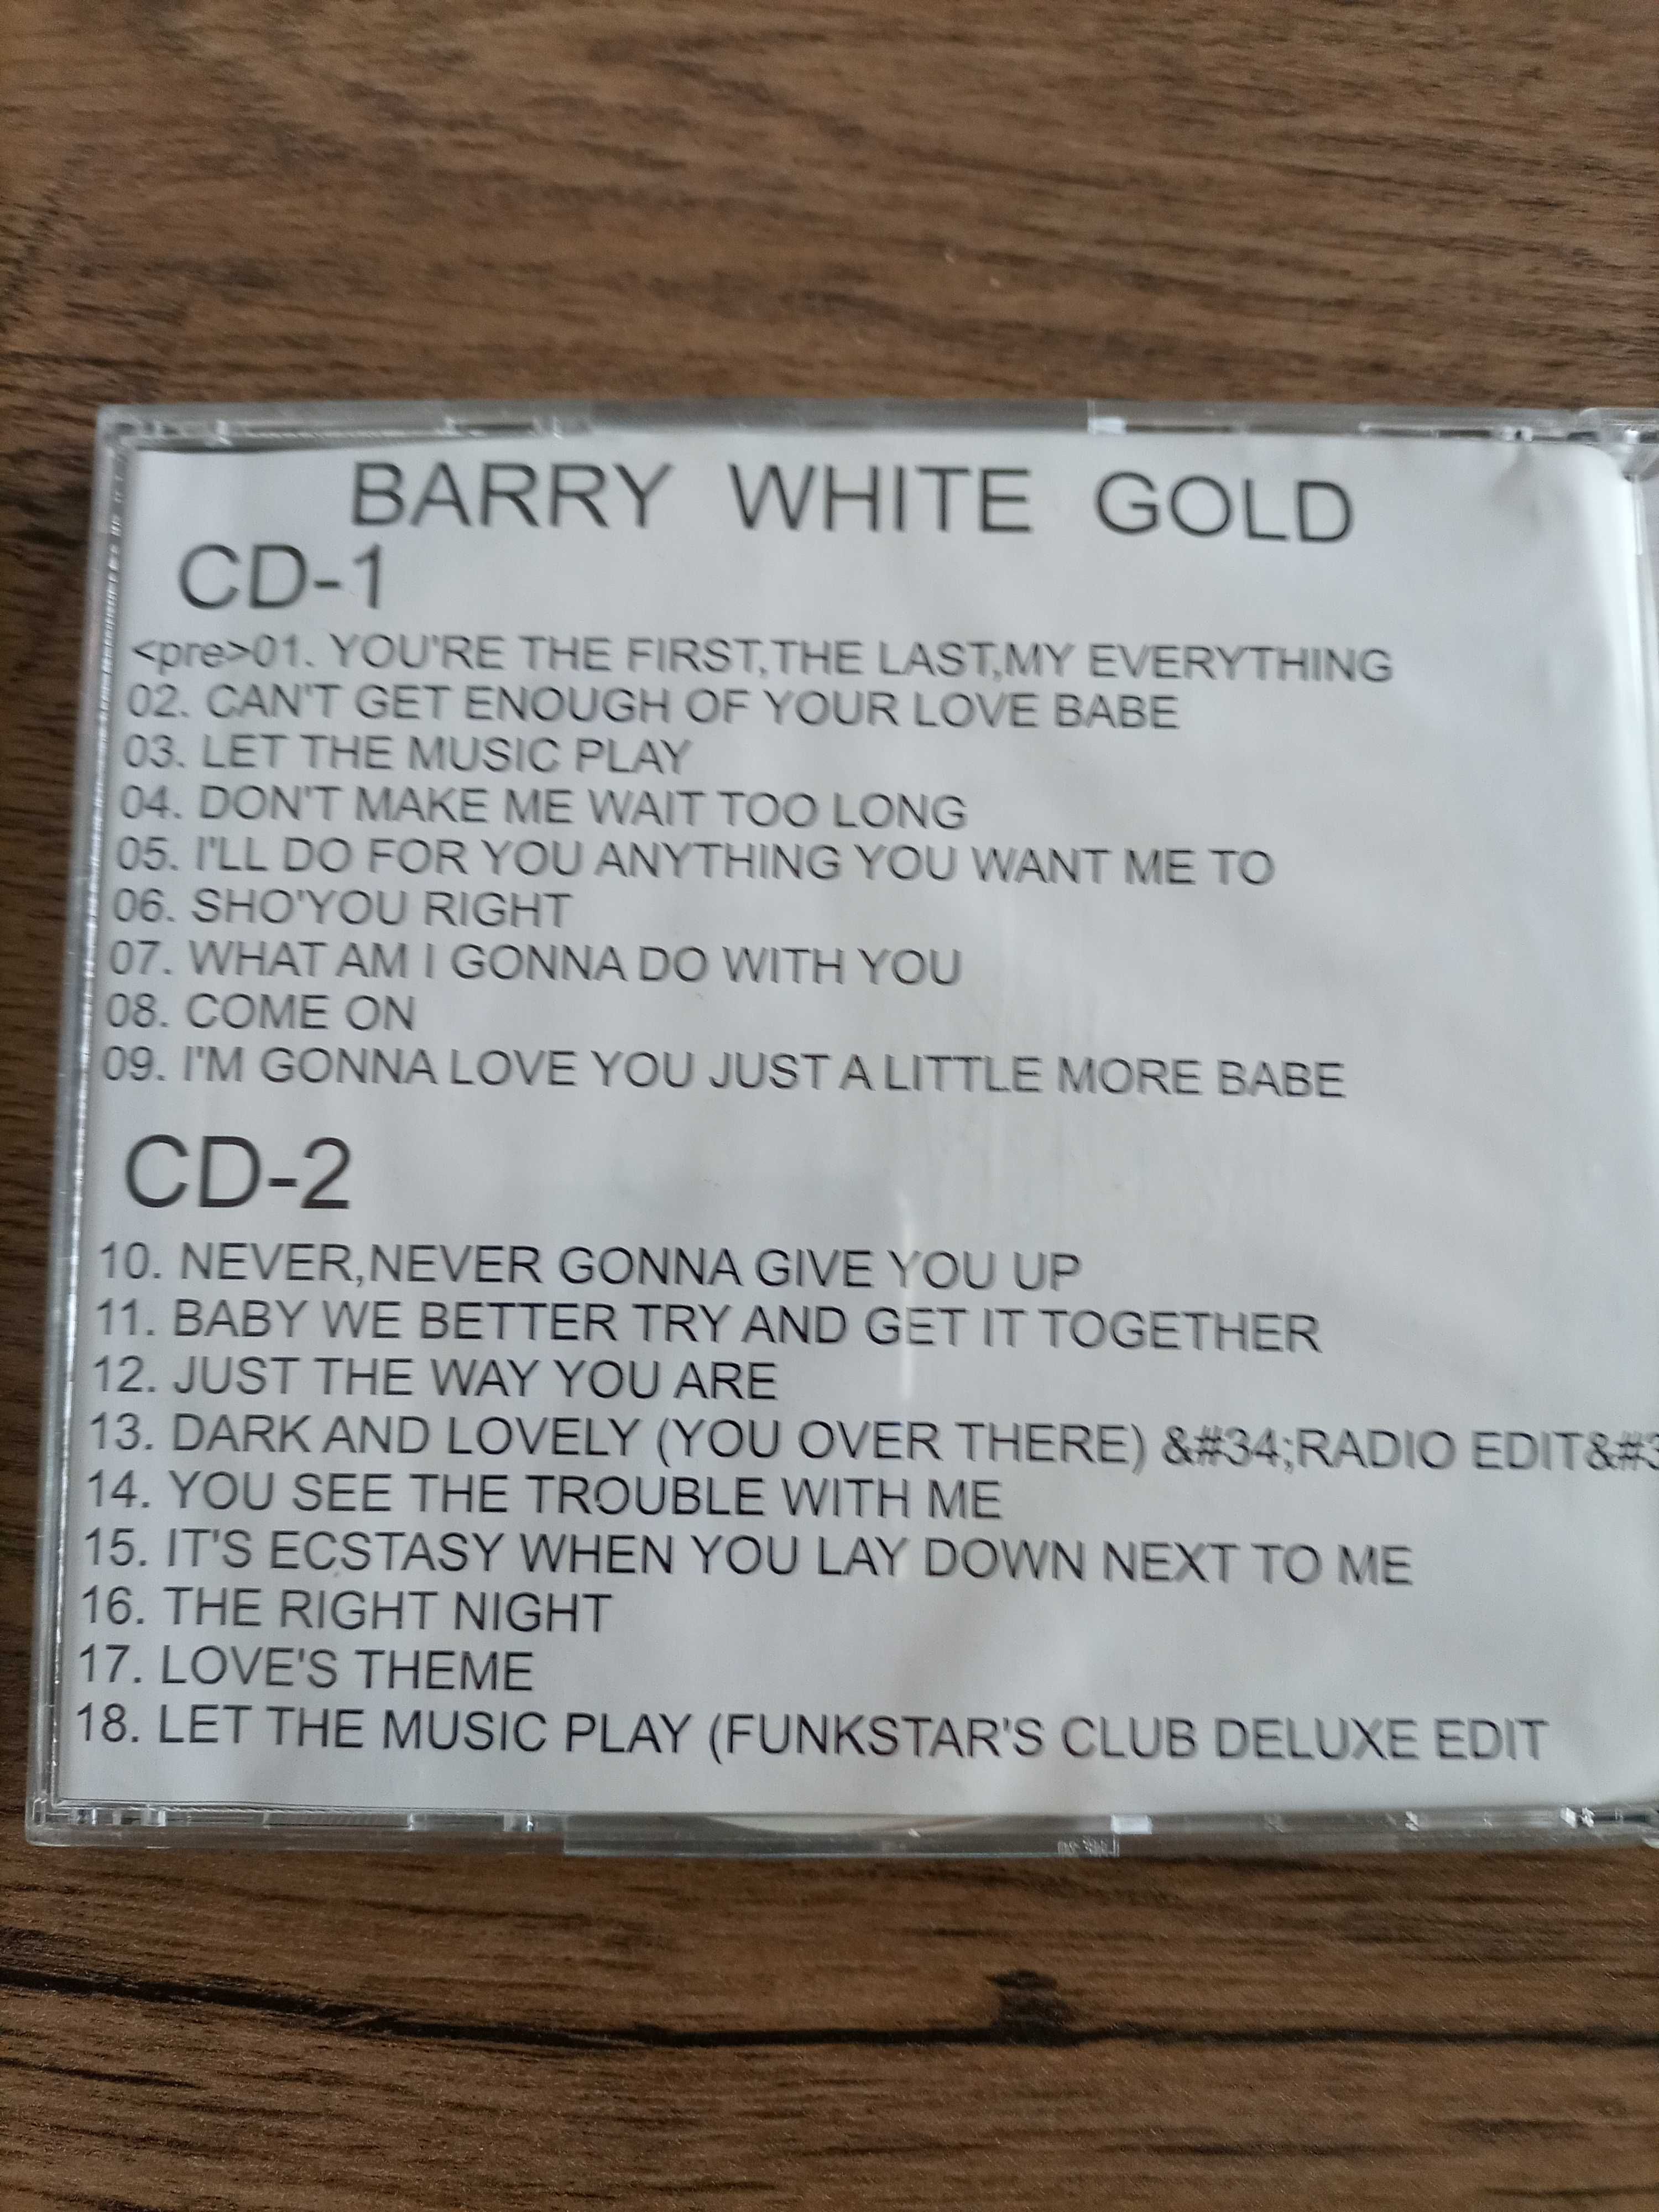 BARRY WHITE GOLD
CD-1
<pre>01. YOU'RE THE FIRST,THE LAST,MY EVERYTHING
02. CAN'T GET ENOUGH OF YOUR LOVE BABE
03. LET THE MUSIC PLAY
04. DON'T MAKE ME WAIT TOO LONG
05. I'LL DO FOR YOU ANYTHING YOU WANT ME TO
06. SHO'YOU RIGHT
07. WHAT AM I GONNA DO WITH YOU
08. COME ON
09. I'M GONNA LOVE YOU JUST A LITTLE MORE BABE
CD-2
10. NEVER,NEVER GONNA GIVE YOU UP
11. BABY WE BETTER TRY AND GET IT TOGETHER
12. JUST THE WAY YOU ARE
13. DARK AND LOVELY (YOU OVER THERE) &#34;RADIO EDIT&#3
14. YOU SEE THE TROUBLE WITH ME
15. IT'S ECSTASY WHEN YOU LAY DOWN NEXT TO ME
16. THE RIGHT NIGHT
17. LOVE'S THEME
18. LET THE MUSIC PLAY (FUNKSTAR'S CLUB DELUXE EDIT